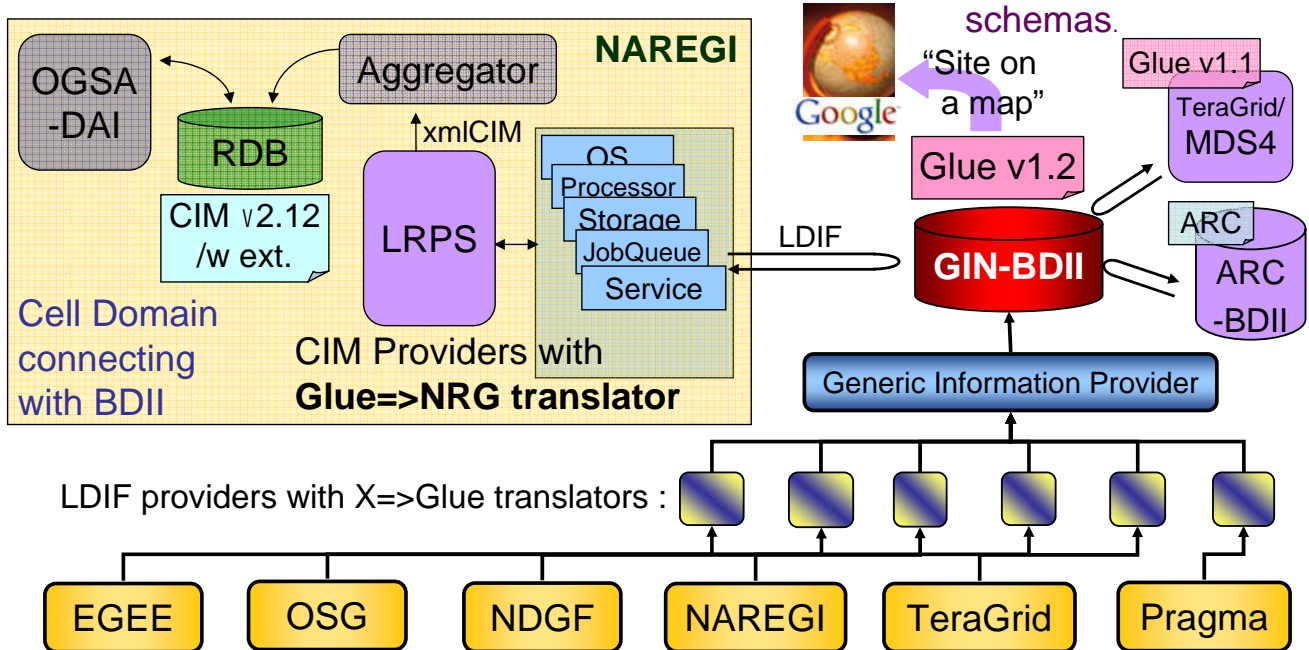 schemas.
NAREGI
OGSA
-DAI
Aggregator
RDB
xmlCIM
CIM v2.12
/w ext.
LRPS
OS
Processor
Storage
JobQueue
Service
Cell Domain
connecting
with BDII
CIM Providers with
Glue=>NRG translator
LDIF
Google™
“Site on
a map”
Glue v1.1
TeraGrid/
MDS4
Glue v1.2
GIN-BDII
ARC
ARC
-BDII
Generic Information Provider
LDIF providers with X=>Glue translators :
EGEE
OSG
NDGF
NAREGI
TeraGrid
Pragma